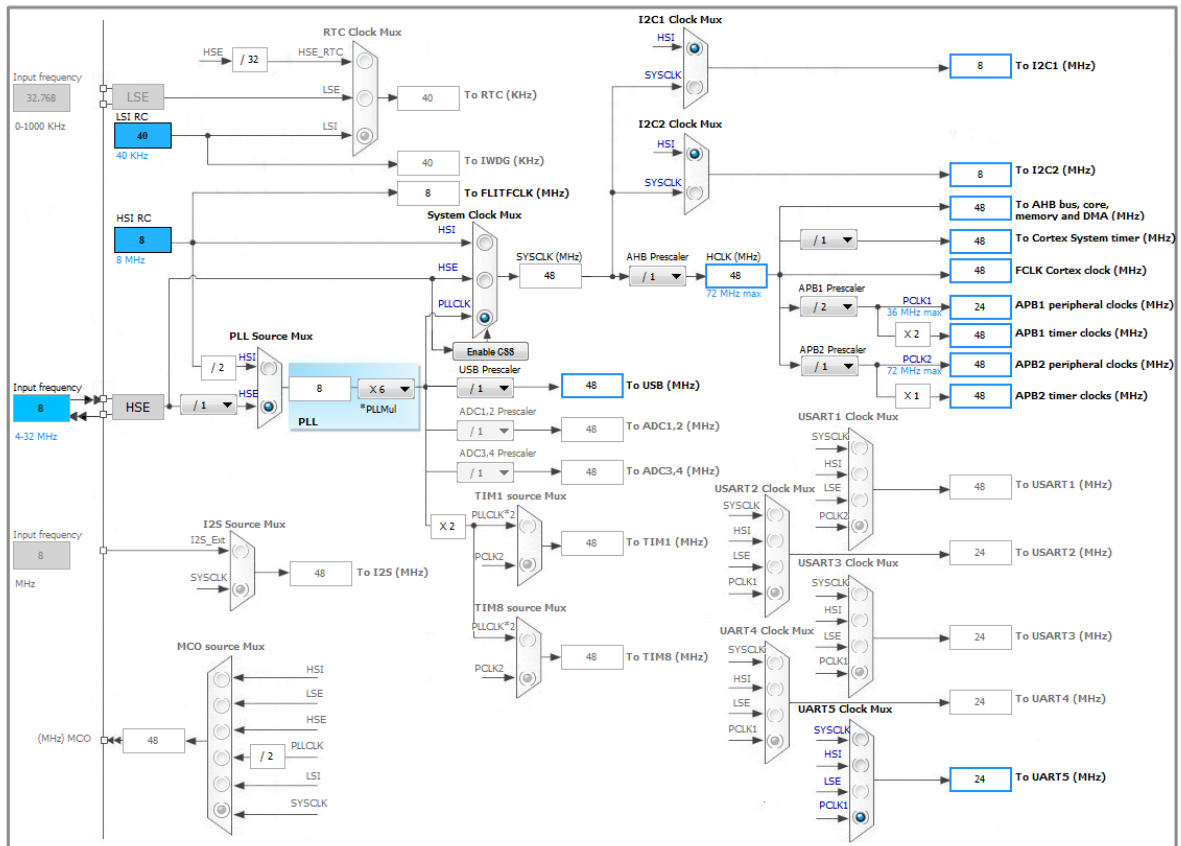 I2C1 Clock Mux
HSI
SYSCLK
8
To I2C1 (MHz)
RTC Clock Mux
HSE
/ 32
HSE_RTC
LSE
LSI
40
To RTC (KHz)
Input frequency
32.768
0-1000 KHz
LSE
LSI RC
40
40 KHz
40
To IWDG (KHz)
8
To FLITFCLK (MHz)
I2C2 Clock Mux
HSI
SYSCLK
8
To I2C2 (MHz)
HSI RC
8
8 MHz
System Clock Mux
HSI
HSE
PLLCLK
SYSCLK (MHz)
48
Enable CSS
AHB Prescaler
/ 1
HCLK (MHz)
48
72 MHz max
48
To AHB bus, core,
memory and DMA (MHz)
/ 1
48
To Cortex System timer (MHz)
48
FCLK Cortex clock (MHz)
APB1 Prescaler
/ 2
PCLK1
36 MHz max
24
APB1 peripheral clocks (MHz)
X 2
48
APB1 timer clocks (MHz)
APB2 Prescaler
/ 1
PCLK2
72 MHz max
48
APB2 peripheral clocks (MHz)
X 1
48
APB2 timer clocks (MHz)
PLL Source Mux
/ 2
HSI
HSE
Input frequency
8
4-32 MHz
HSE
/ 1
8
X 6
*PLLMul
PLL
USB Prescaler
/ 1
48
To USB (MHz)
ADC1,2 Prescaler
/ 1
48
To ADC1,2 (MHz)
ADC3,4 Prescaler
/ 1
48
To ADC3,4 (MHz)
X 2
TIM1 source Mux
PLLCLK*2
PCLK2
48
To TIM1 (MHz)
TIM8 source Mux
PLLCLK*2
PCLK2
48
To TIM8 (MHz)
Input frequency
8
MHz
I2S Source Mux
I2S_Ext
SYSCLK
48
To I2S (MHz)
MCO source Mux
HSI
LSE
HSE
PLLCLK
/ 2
LSI
SYSCLK
(MHz) MCO
48
USART1 Clock Mux
SYSCLK
HSI
LSE
PCLK2
48
To USART1 (MHz)
USART2 Clock Mux
SYSCLK
HSI
LSE
PCLK1
24
To USART2 (MHz)
USART3 Clock Mux
SYSCLK
HSI
LSE
PCLK1
24
To USART3 (MHz)
UART4 Clock Mux
SYSCLK
HSI
LSE
PCLK1
24
To UART4 (MHz)
UART5 Clock Mux
SYSCLK
HSI
LSE
PCLK1
24
To UART5 (MHz)